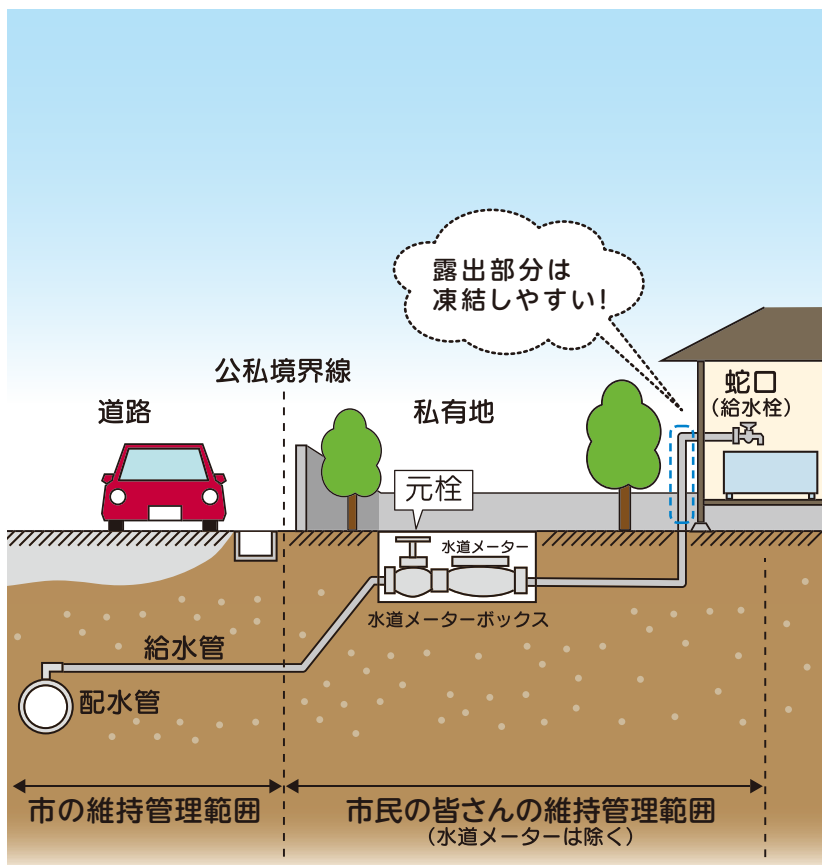 露出部分は
凍結しやすい!
公私境界線
道路
私有地
蛇口
(給水栓)
元栓
水道メーター
水道メーターボックス
給水管
配水管
市の維持管理範囲
市民の皆さんの維持管理範囲
(水道メーターは除く)